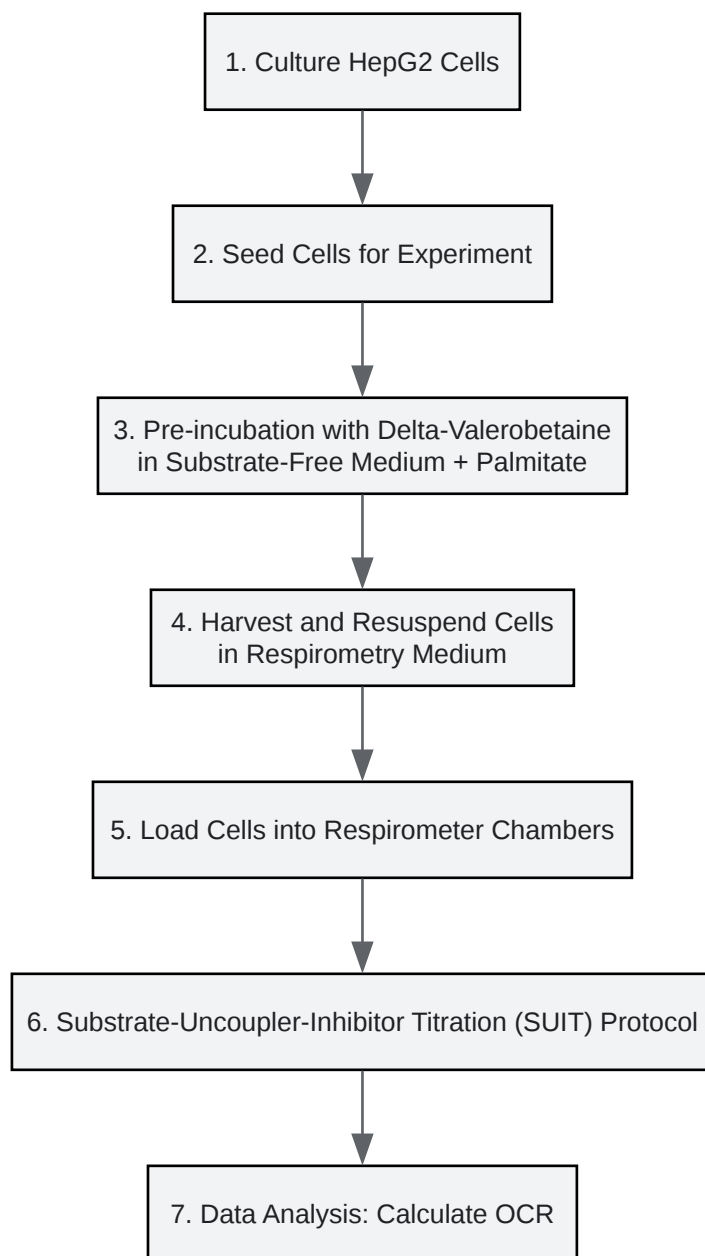 1. Culture HepG2 Cells
2. Seed Cells for Experiment
3. Pre-incubation with Delta-Valerobetaine
in Substrate-Free Medium + Palmitate
4. Harvest and Resuspend Cells
in Respirometry Medium
5. Load Cells into Respirometer Chambers
6. Substrate-Uncoupler-Inhibitor Titration (SUIT) Protocol
7. Data Analysis: Calculate OCR